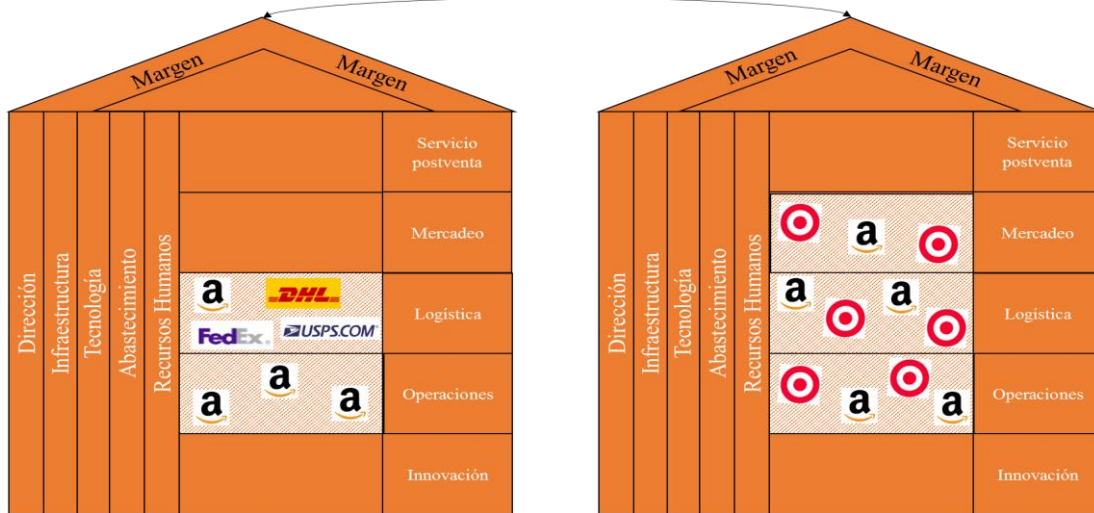 Margen
Margen
Dirección
Infraestructura
Tecnología
Abastecimiento
Recursos Humanos
Servicio
postventa
Mercadeo
a
DHL
FedEx®
USPS.COM®
Logística
a
a
a
Operaciones
Innovación
Margen
Margen
Dirección
Infraestructura
Tecnología
Abastecimiento
Recursos Humanos
Servicio
postventa
a
Mercadeo
a
a
Logística
a
a
Operaciones
Innovación